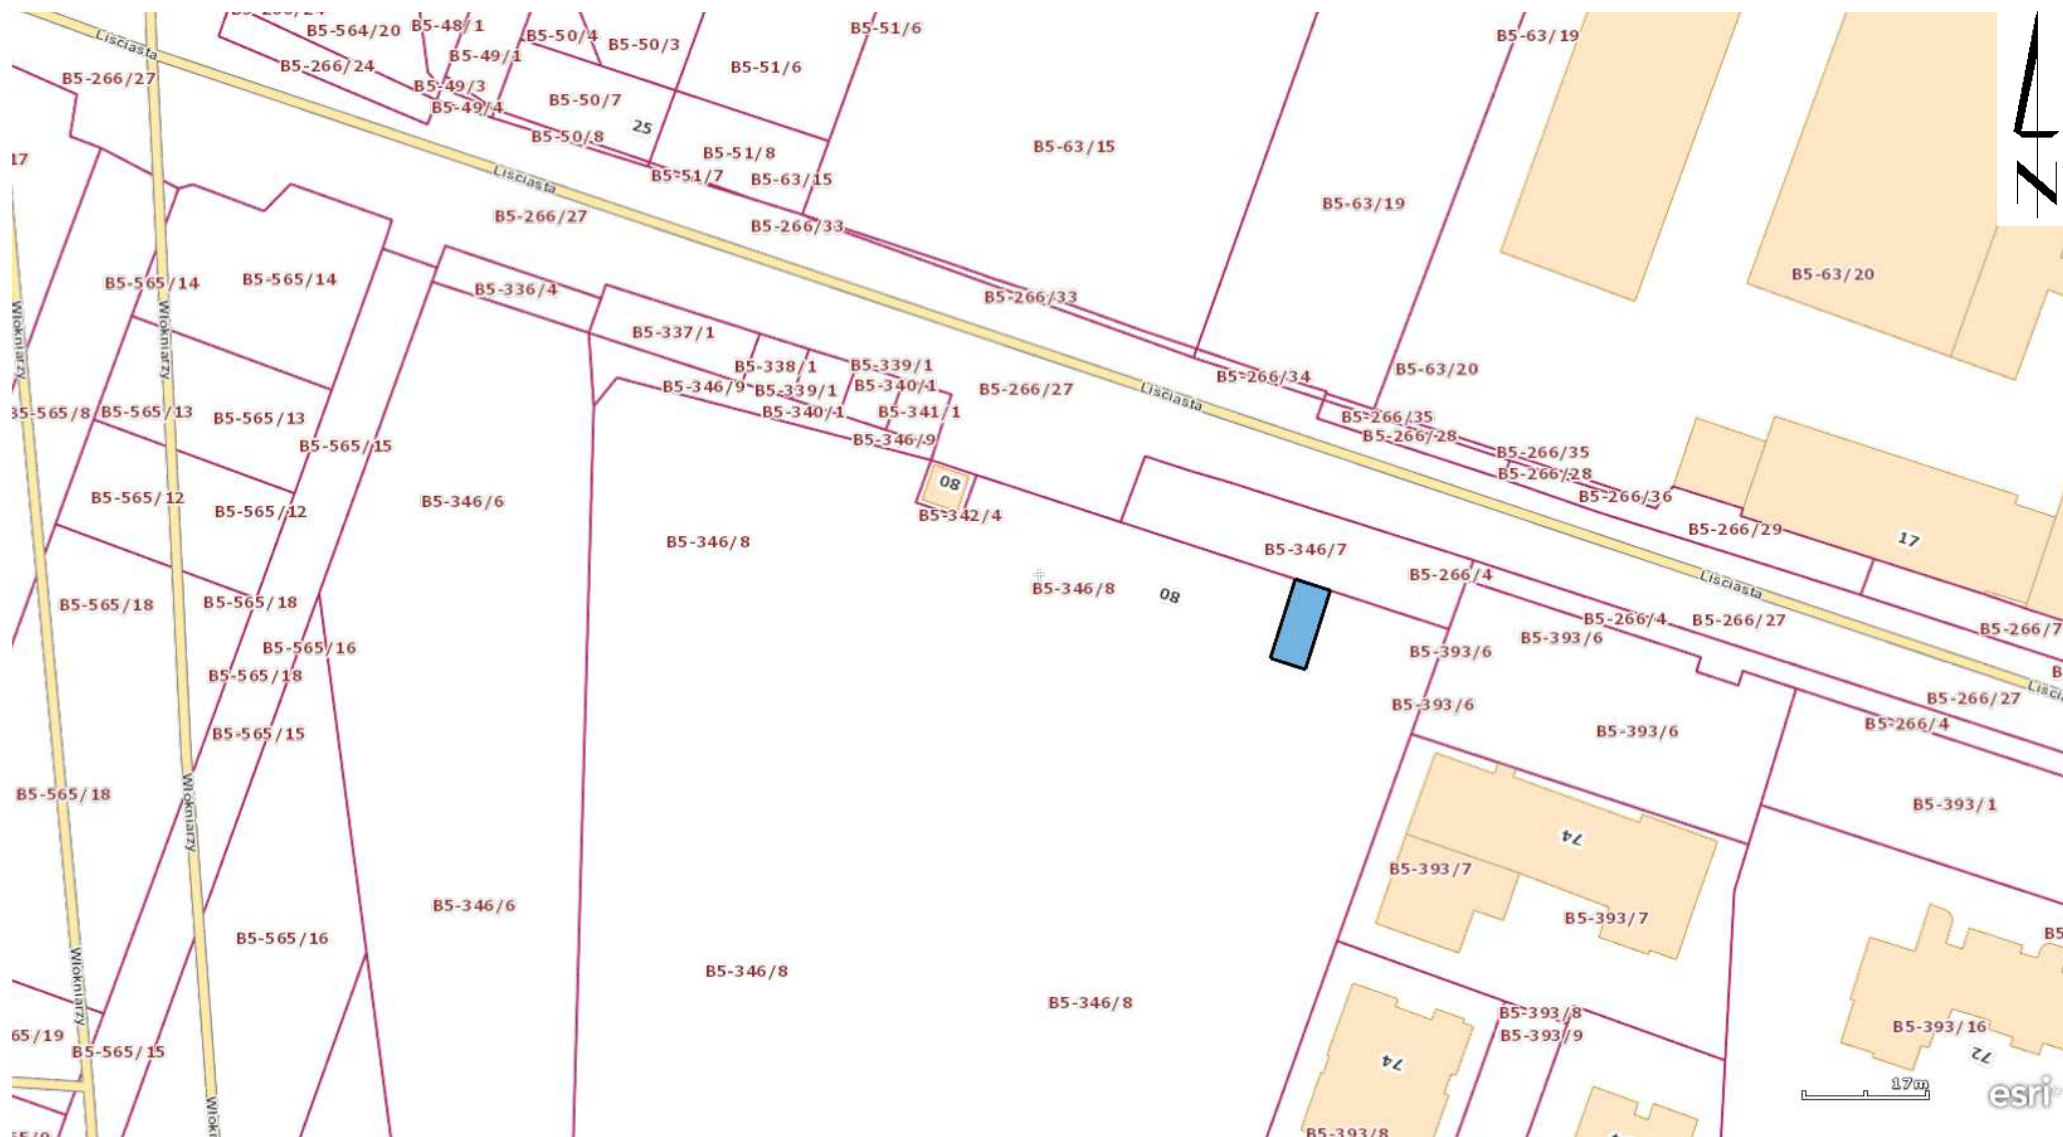 B5-564/20
B5-48/1
B5-50/4
B5-50/3
B5-51/6
B5-63/19
Lisciasta
B5-266/27
B5-266/24
B5-49/1
B5-51/6
B5-49/3
B5-50/7
B5-49/4
25
B5-50/8
B5-51/8
B5-63/15
17
Lisciasta
B5-51/7
B5-63/15
N
B5-266/27
B5-266/33
B5-63/19
B5-565/14
B5-565/14
B5-336/4
B5-266/33
B5-63/20
Włókniarzy
Włókniarzy
B5-337/1
B5-338/1
B5-339/1
B5-346/9
B5-339/1
B5-340/1
B5-266/27
Lisciasta
B5-266/34
B5-63/20
B5-565/8
B5-565/13
B5-565/13
B5-340/1
B5-341/1
B5-266/35
B5-565/15
B5-346/9
B5-266/28
B5-266/35
B5-266/28
B5-565/12
B5-565/12
B5-346/6
80
B5-342/4
B5-266/36
B5-266/29
17
B5-346/8
B5-346/7
B5-266/4
Lisciasta
B5-346/8
80
B5-565/18
B5-565/18
B5-266/4
B5-266/27
B5-266/7
B5-393/6
B5-565/16
B5-393/6
B5-565/18
B5-393/6
B5-266/27
B5-565/15
B5-393/6
B5-266/4
B5-565/18
Włókniarzy
B5-393/1
74
B5-393/7
B5-346/6
B5-393/7
B5-565/16
B5-346/8
B5-346/8
Włókniarzy
B5-393/8
B5-393/16
65/19
B5-393/9
B5-565/15
74
72
17m
esri
B5-393/8